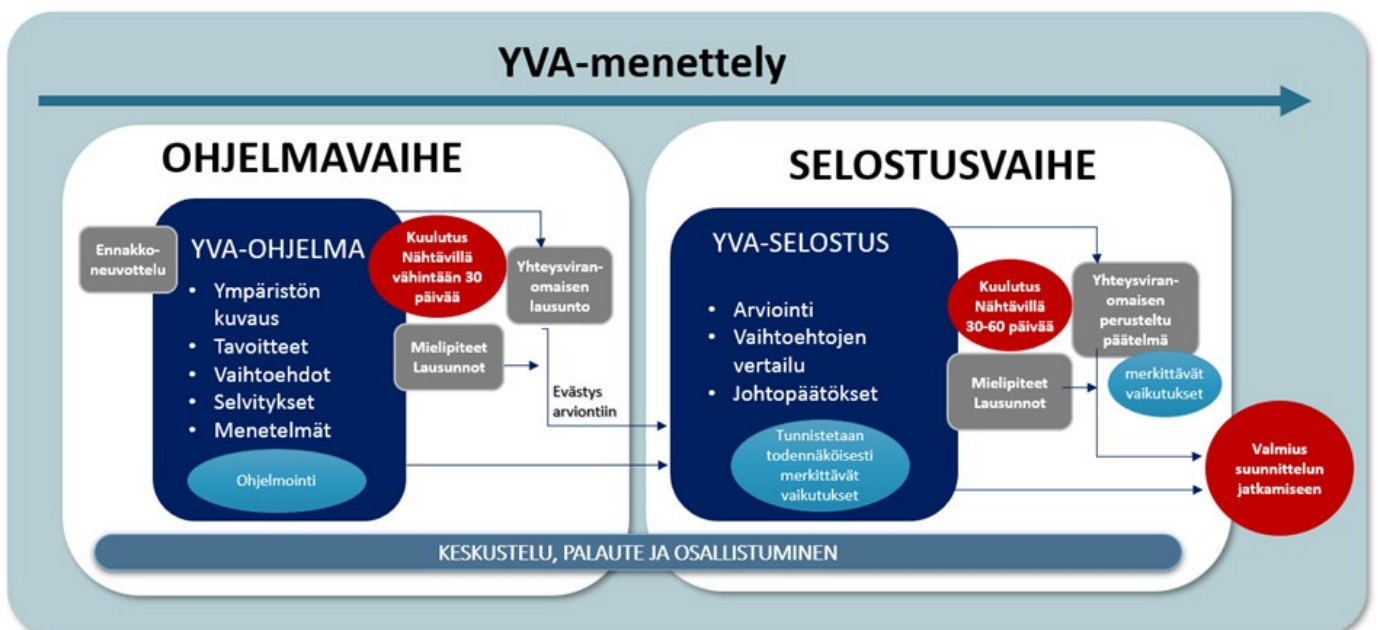 YVA-menettely
OHJELMAVAIHE
Ennakko-
neuvottelu
YVA-OHJELMA
• Ympäristön
kuvaus
• Tavoitteet
• Vaihtoehdot
• Selvitykset
• Menetelmät
Ohjelmointi
Kuulutus
Nähtävillä
vähintään 30
päivää
Mielipiteet
Lausunnot
Yhteysviran-
omaisen
lausunto
Evästys
arviontiin
SELOSTUSVAIHE
YVA-SELOSTUS
• Arviointi
• Vaihtoehtojen
vertailu
• Johtopäätökset
Tunnistetaan
todennäköisesti
merkittävät
vaikutukset
Kuulutus
Nähtävillä
30-60 päivää
Mielipiteet
Lausunnot
Yhteysviran-
omaisen
perusteltu
päätelmä
merkittävät
vaikutukset
Valmius
suunnittelun
jatkamiseen
KESKUSTELU, PALAUTE JA OSALLISTUMINEN